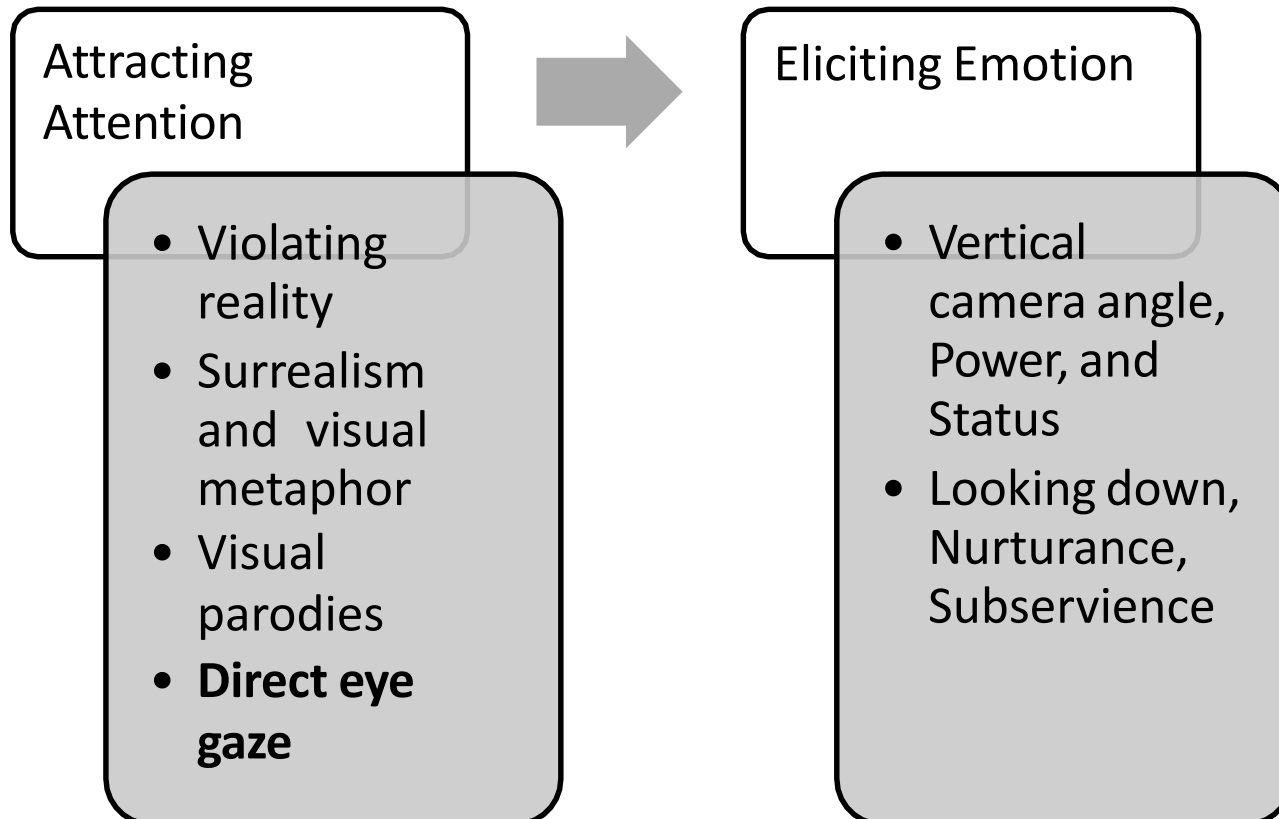 Attracting
Attention
• Violating
reality
• Surrealism
and visual
metaphor
• Visual
parodies
• Direct eye
gaze
Eliciting Emotion
• Vertical
camera angle,
Power, and
Status
• Looking down,
Nurturance,
Subservience